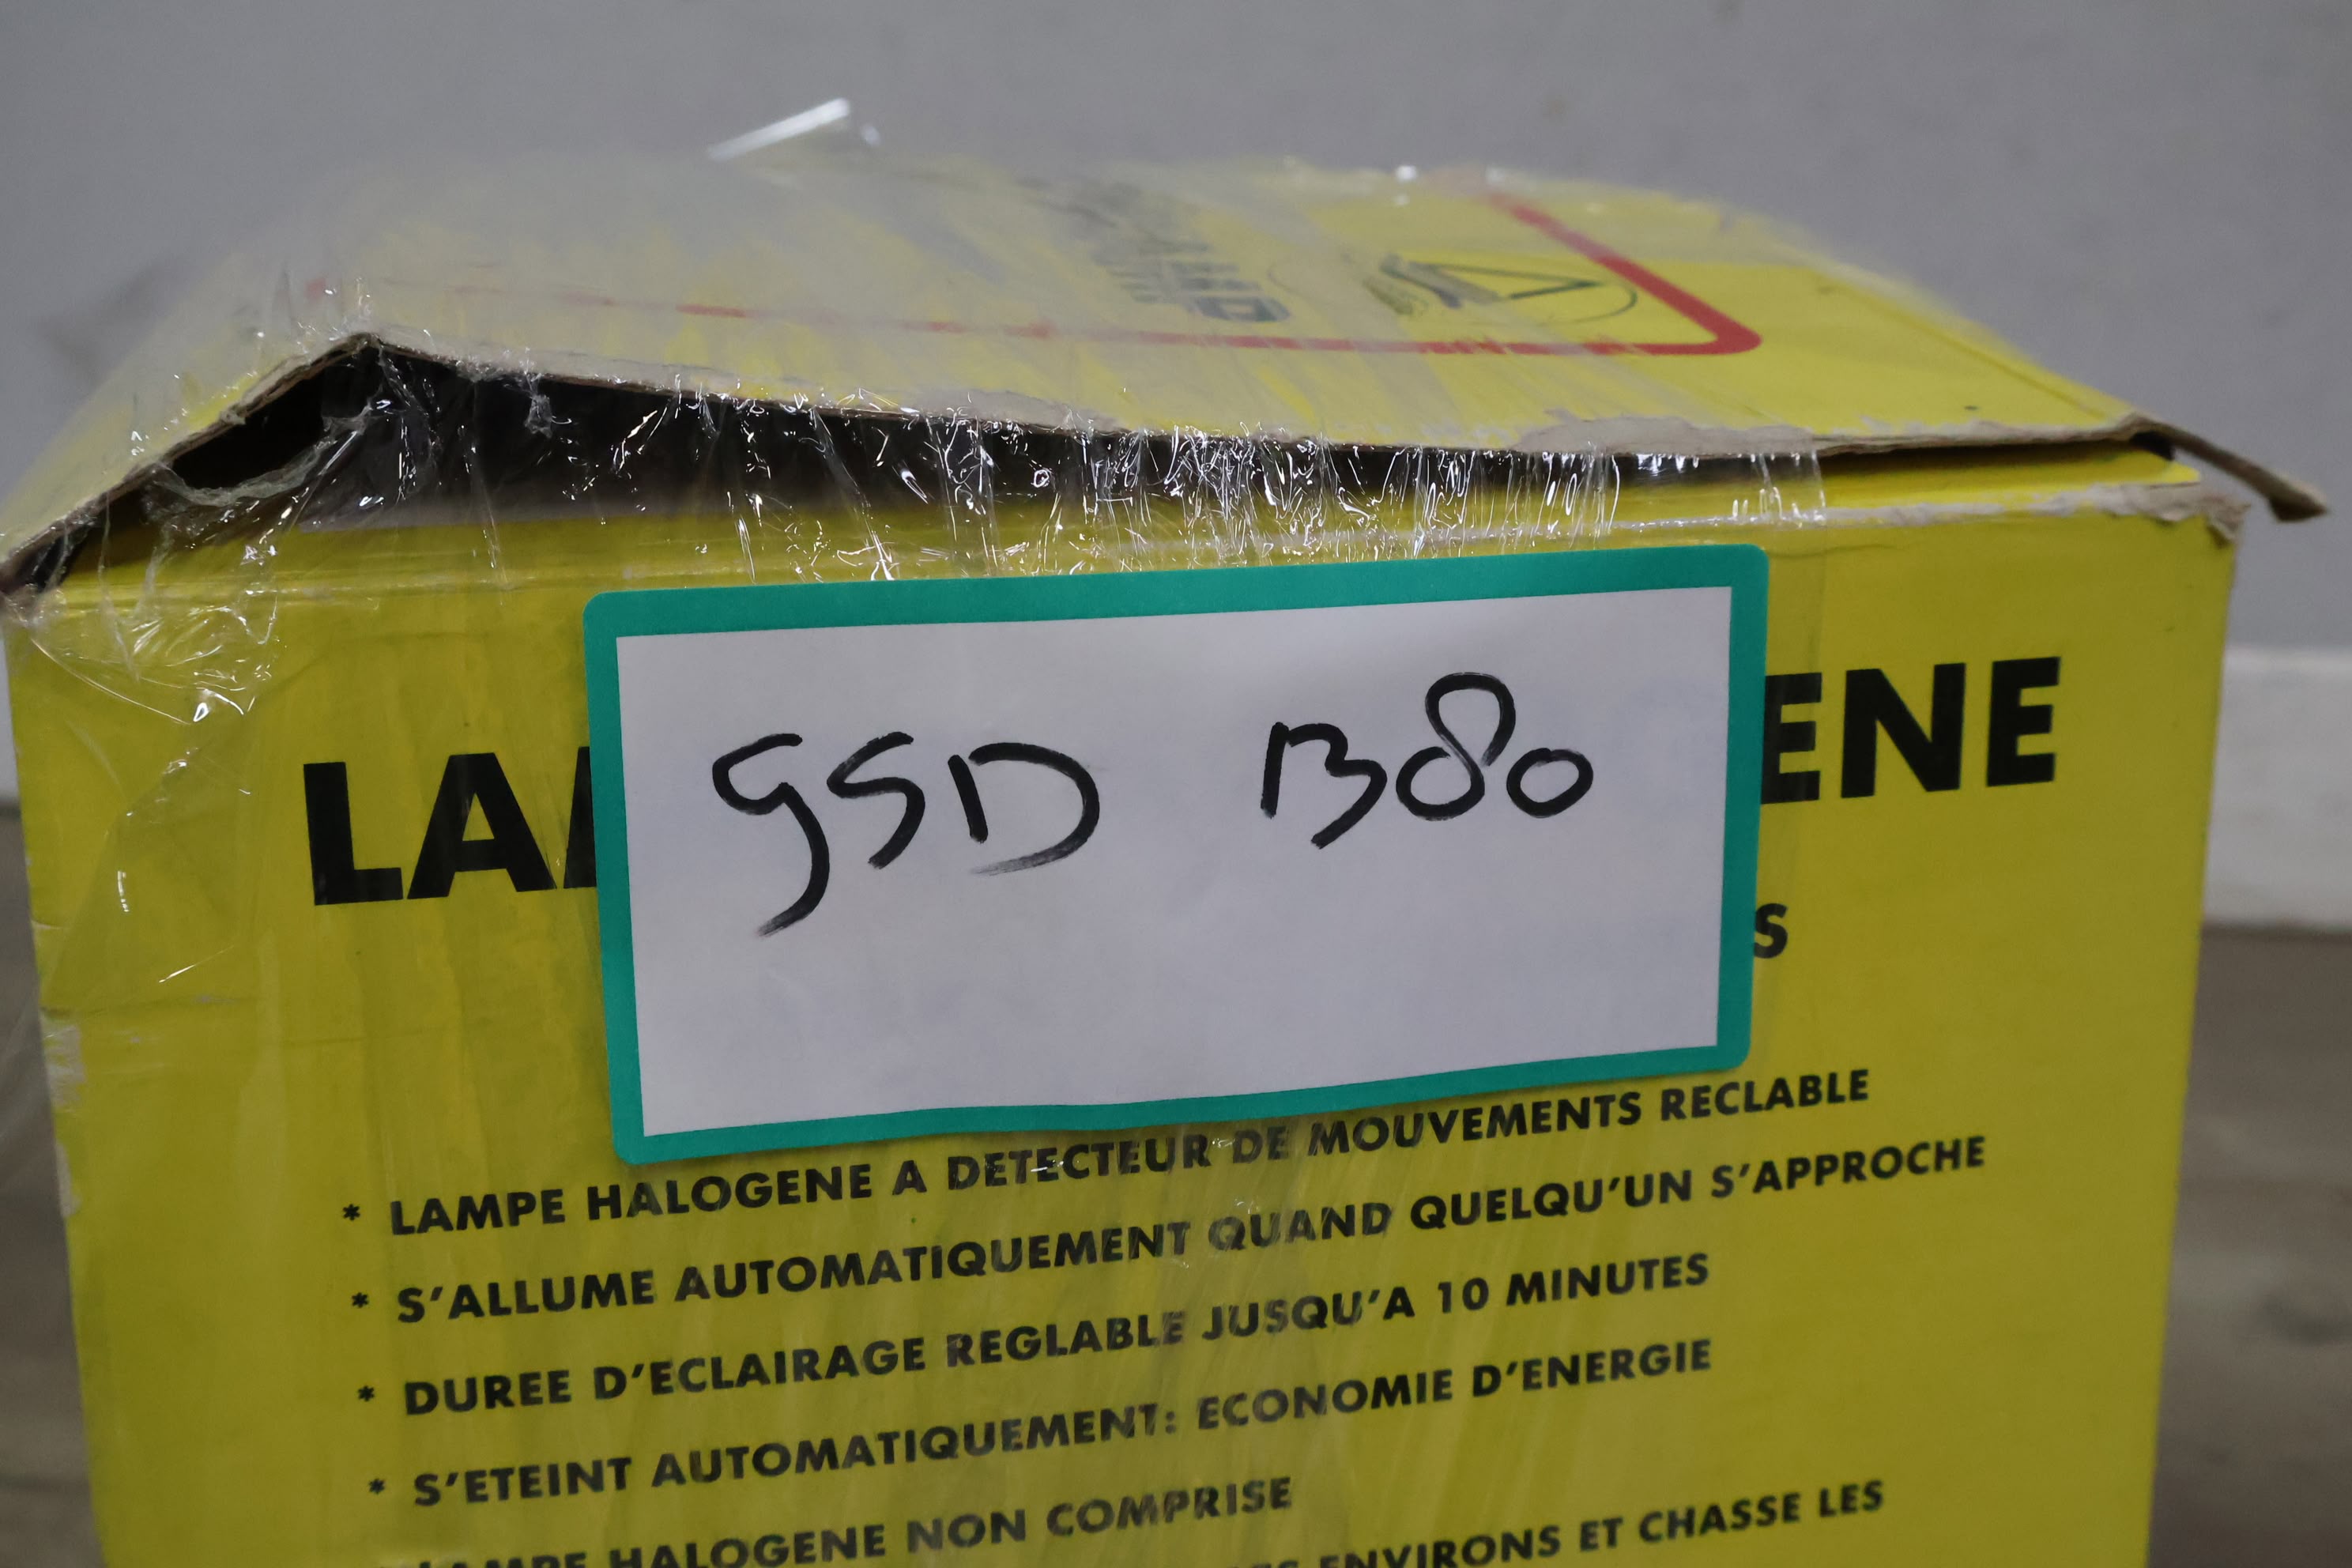 GSD B80
LA
ENE
S
* LAMPE HALOGENE A DETECTEUR DE MOUVEMENTS RECLABLE
* S'ALLUME AUTOMATIQUEMENT QUAND QUELQU'UN S'APPROCHE
* DUREE D'ECLAIRAGE REGLABLE JUSQU'A 10 MINUTES
* S'ETEINT AUTOMATIQUEMENT: ECONOMIE D'ENERGIE
LAMPE HALOGENE NON COMPRISE
ENVIRONS ET CHASSE LES